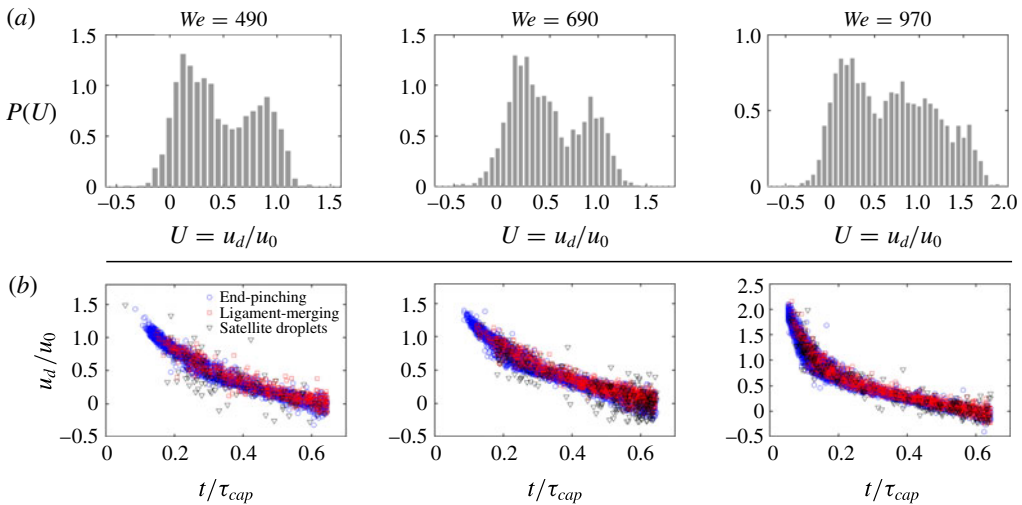 (a)
We = 490
We = 690
We = 970
P(U)
1.5
1.0
0.5
0
−0.5 0 0.5 1.0 1.5
U = u_d/u_0
1.5
1.0
0.5
0
−0.5 0 0.5 1.0 1.5
U = u_d/u_0
1.0
0.5
0
−0.5 0 0.5 1.0 1.5 2.0
U = u_d/u_0
(b)
u_d/u_0
1.5
1.0
0.5
0
−0.5
End-pinching
Ligament-merging
Satellite droplets
0 0.2 0.4 0.6
t/τ_cap
1.5
1.0
0.5
0
−0.5
0 0.2 0.4 0.6
t/τ_cap
2.5
2.0
1.5
1.0
0.5
0
−0.5
0 0.2 0.4 0.6
t/τ_cap